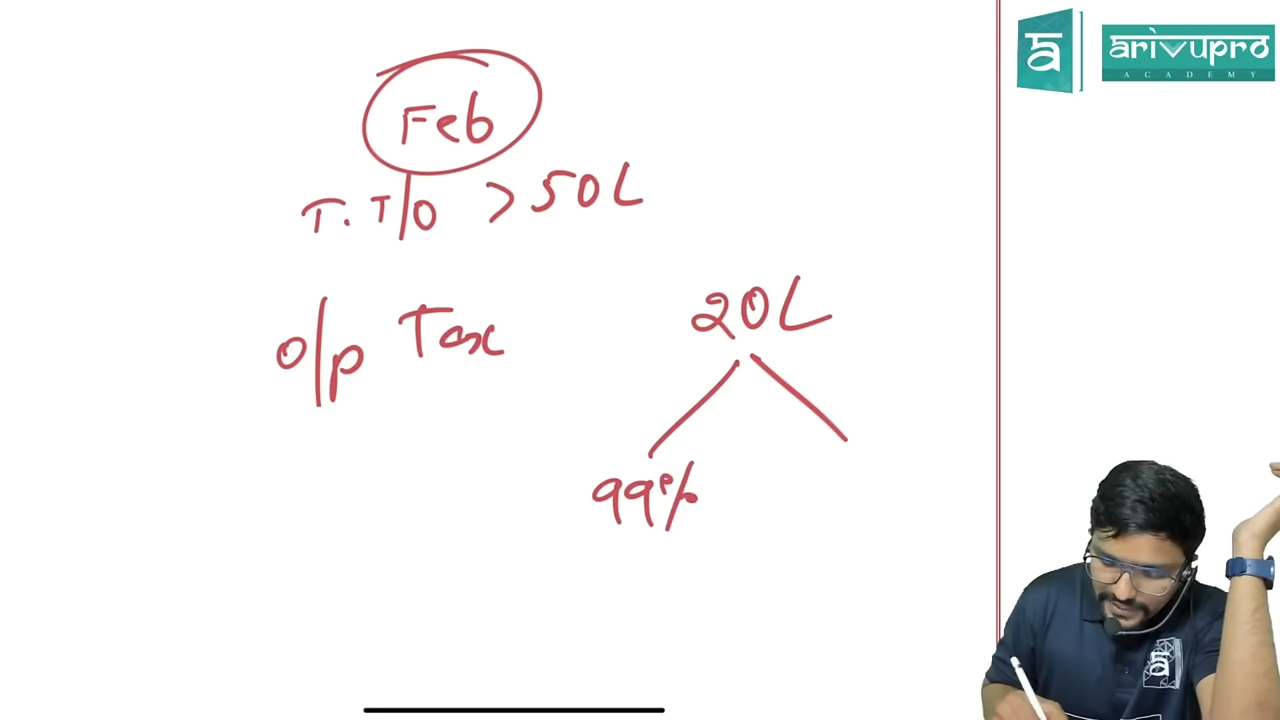 arivupro
ACADEMY
Feb
T. T/O > 50L
O/P Tax
20L
99%